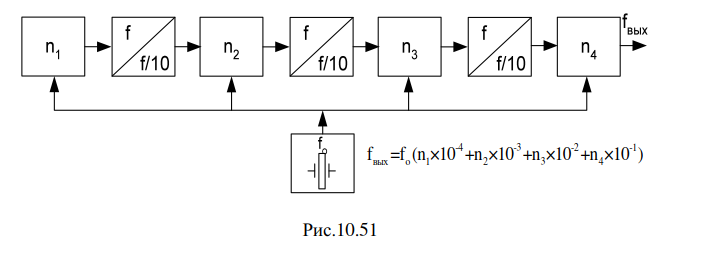 n₁ f f/10 n₂ f f/10 n₃ f f/10 n₄ fвых
fo
fвых=fo(n₁×10⁻⁴+n₂×10⁻³+n₃×10⁻²+n₄×10⁻¹)
Рис.10.51